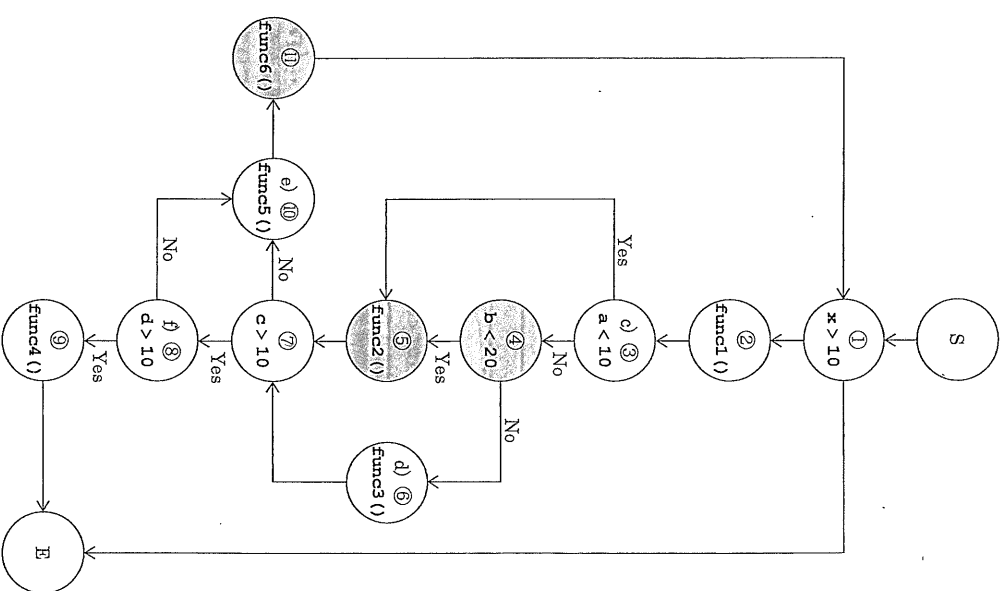 S
①
x > 10
②
func1()
c) ③
a < 10
Yes
No
④
b < 20
No
Yes
⑤
func2()
d) ⑥
func3()
⑦
c > 10
No
Yes
f) ⑧
d > 10
No
Yes
⑨
func4()
e) ⑩
func5()
⑪
func6()
E